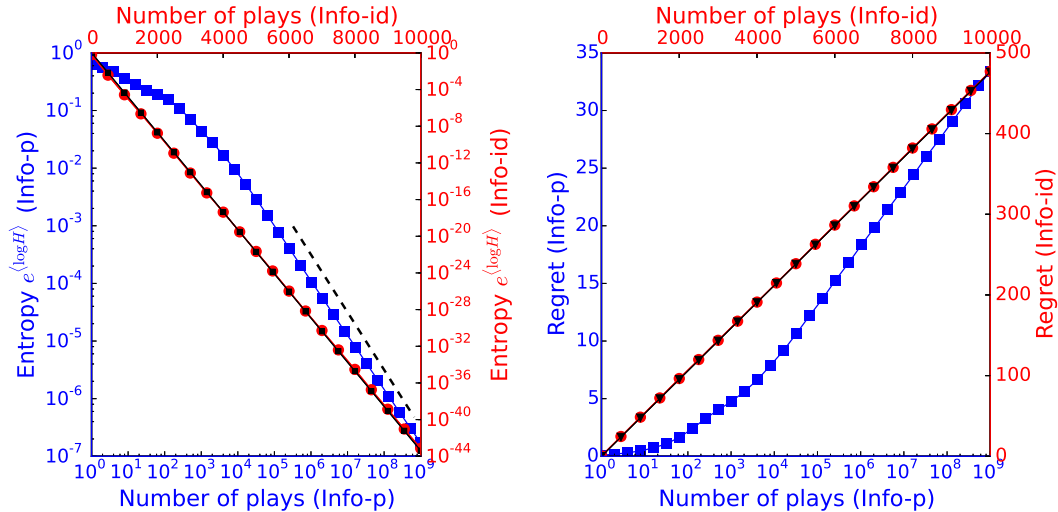 Number of plays (Info-id)
0 2000 4000 6000 8000 10000
10^0 10^-1 10^-2 10^-3 10^-4 10^-5 10^-6 10^-7
Entropy e^⟨log H⟩ (Info-p)
10^0 10^-4 10^-8 10^-12 10^-16 10^-20 10^-24 10^-28 10^-32 10^-36 10^-40 10^-44
Entropy e^⟨log H⟩ (Info-id)
10^0 10^1 10^2 10^3 10^4 10^5 10^6 10^7 10^8 10^9
Number of plays (Info-p)
Number of plays (Info-id)
0 2000 4000 6000 8000 10000
35 30 25 20 15 10 5 0
Regret (Info-p)
500 400 300 200 100 0
Regret (Info-id)
10^0 10^1 10^2 10^3 10^4 10^5 10^6 10^7 10^8 10^9
Number of plays (Info-p)